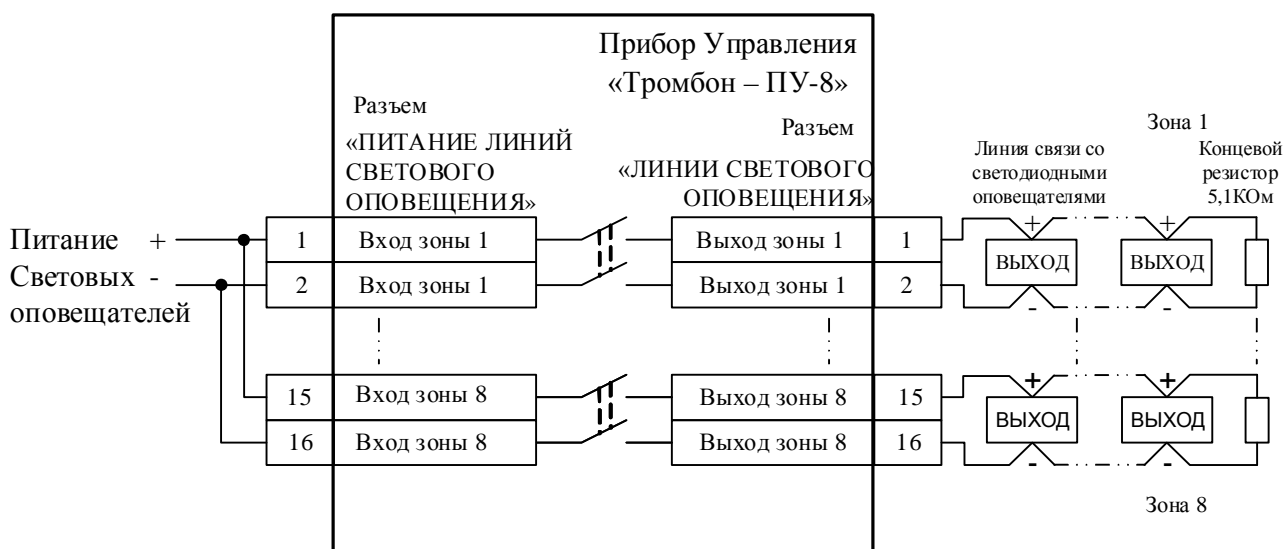 Прибор Управления
«Тромбон – ПУ-8»
Разъем
«ПИТАНИЕ ЛИНИЙ
СВЕТОВОГО
ОПОВЕЩЕНИЯ»
Разъем
«ЛИНИИ СВЕТОВОГО
ОПОВЕЩЕНИЯ»
Зона 1
Линия связи со
светодиодными
оповещателями
Концевой
резистор
5,1КОм
Питание +
Световых -
оповещателей
1 Вход зоны 1 Выход зоны 1 1
2 Вход зоны 1 Выход зоны 1 2
+ +
ВЫХОД ВЫХОД
- -
15 Вход зоны 8 Выход зоны 8 15
16 Вход зоны 8 Выход зоны 8 16
+ +
ВЫХОД ВЫХОД
- -
Зона 8